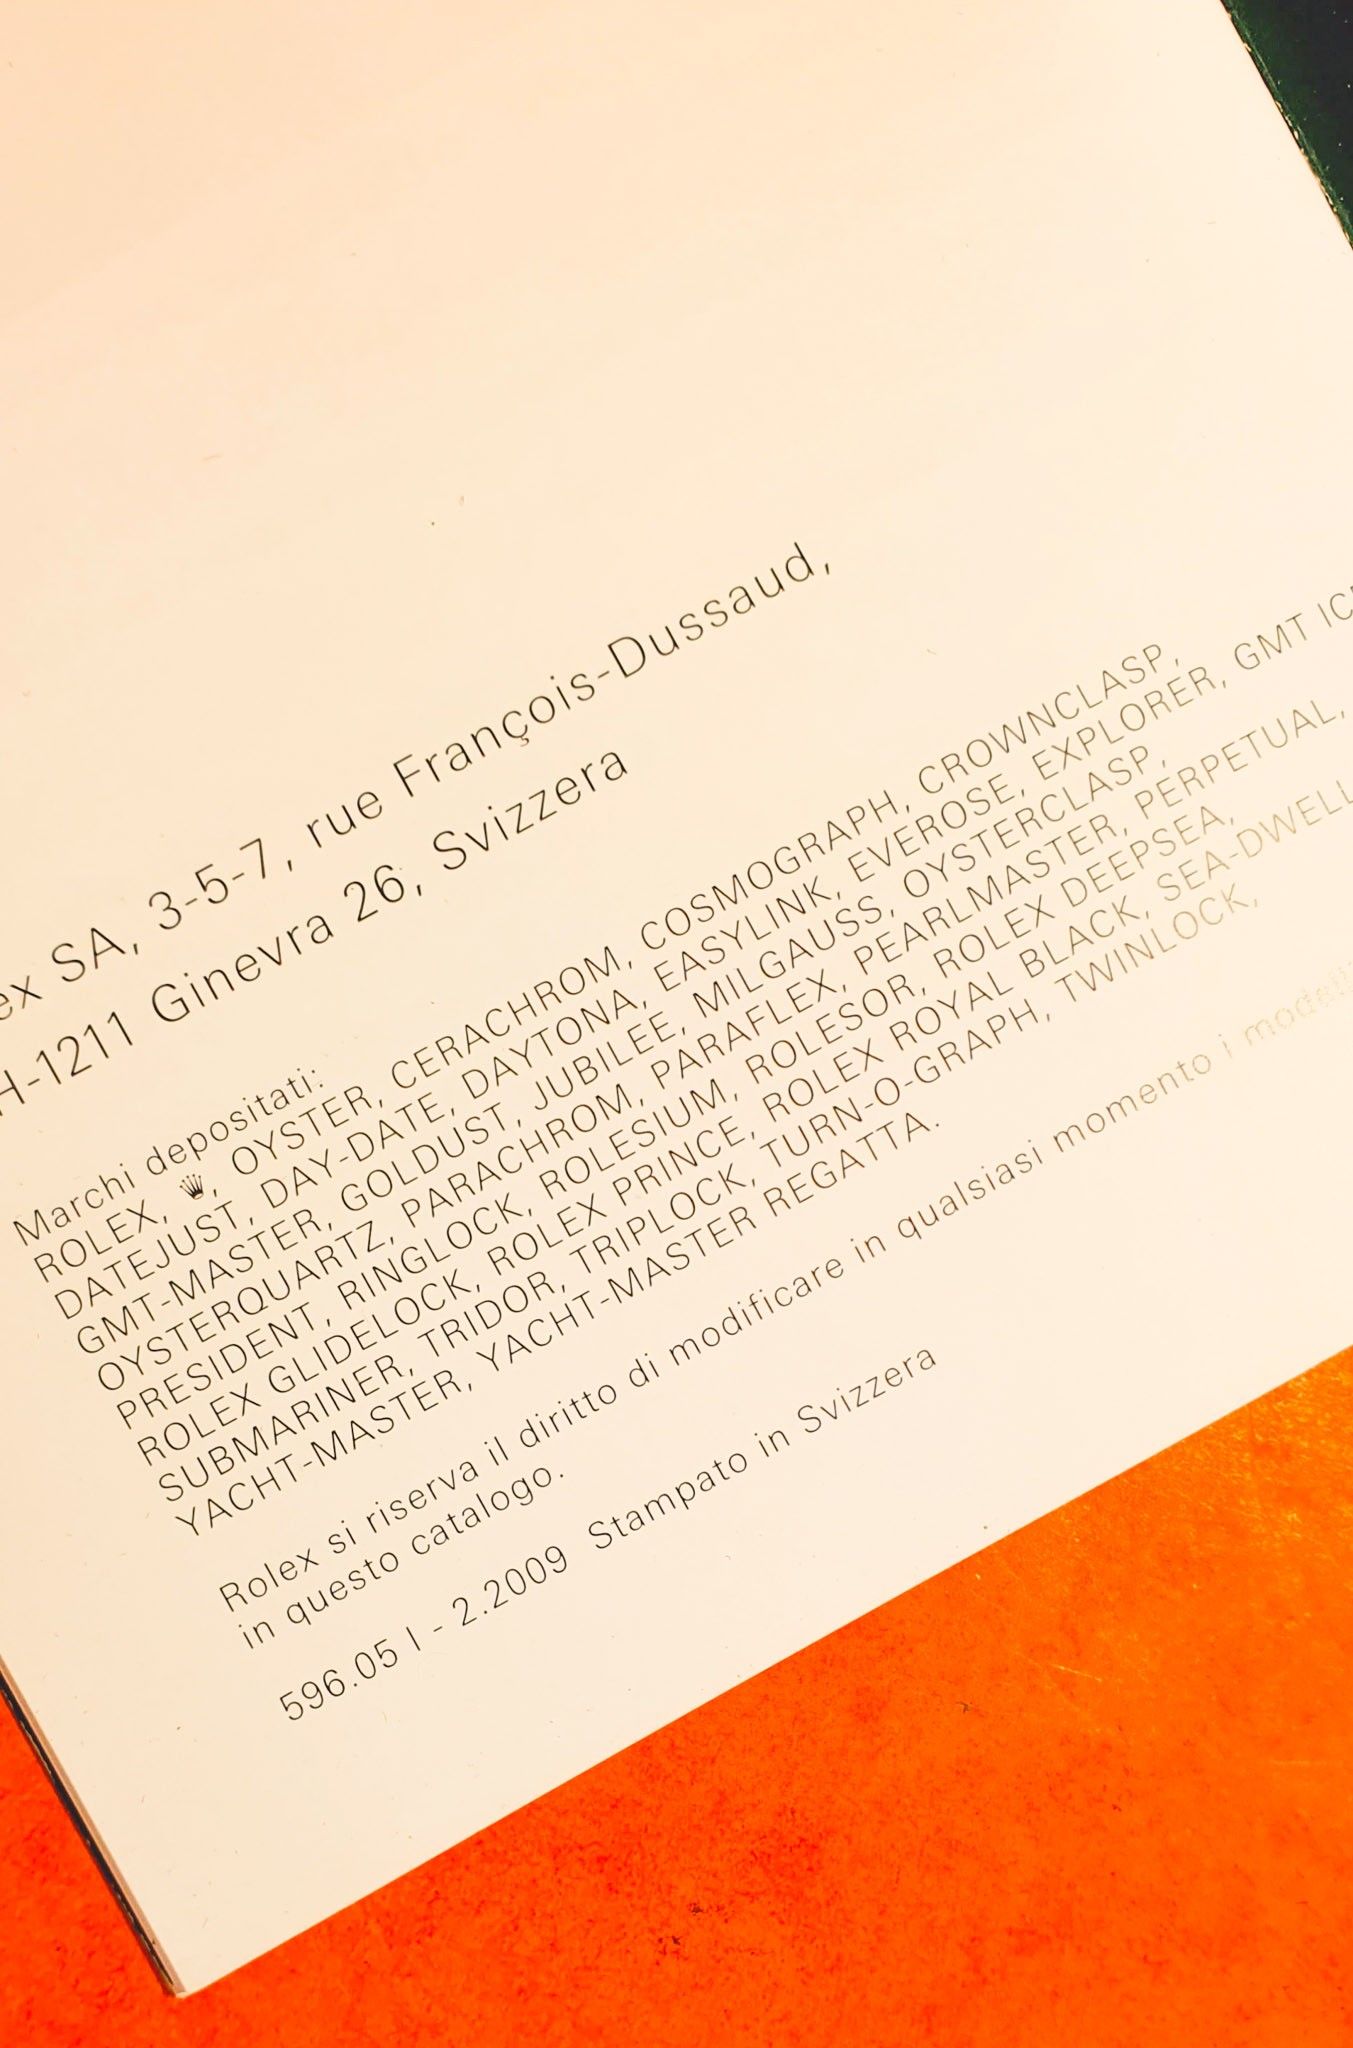 ex SA, 3-5-7, rue François-Dussaud,
H-1211 Ginevra 26, Svizzera
Marchi depositati:
ROLEX, , OYSTER, CERACHROM, COSMOGRAPH, CROWNCLASP,
DATEJUST, DAY-DATE, DAYTONA, EASYLINK, EVEROSE, EXPLORER, GMT IC
GMT-MASTER, GOLDUST, JUBILEE, MILGAUSS, OYSTERCLASP,
OYSTERQUARTZ, PARACHROM, PARAFLEX, PEARLMASTER, PERPETUAL,
PRESIDENT, RINGLOCK, ROLESIUM, ROLESOR, ROLEX DEEPSEA,
ROLEX GLIDELOCK, ROLEX PRINCE, ROLEX ROYAL BLACK, SEA-DWELL
SUBMARINER, TRIDOR, TRIPLOCK, TURN-O-GRAPH, TWINLOCK,
YACHT-MASTER, YACHT-MASTER REGATTA.
Rolex si riserva il diritto di modificare in qualsiasi momento i modelli
in questo catalogo.
596.05 I - 2.2009 Stampato in Svizzera